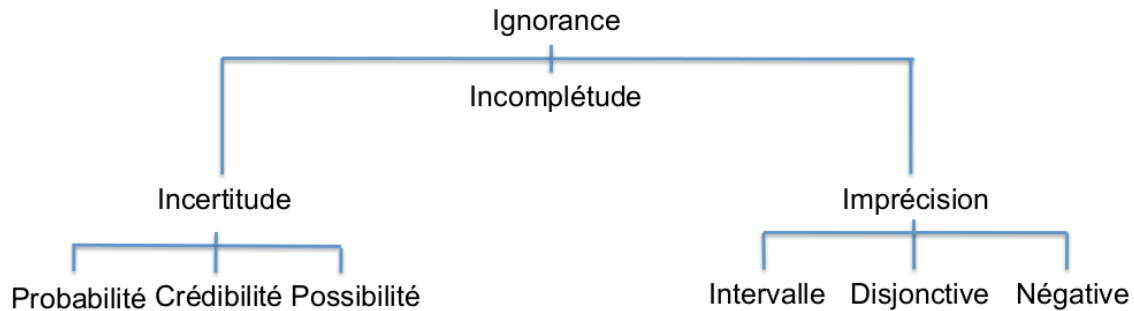 Ignorance
Incomplétude
Incertitude Imprécision
Probabilité Crédibilité Possibilité Intervalle Disjonctive Négative